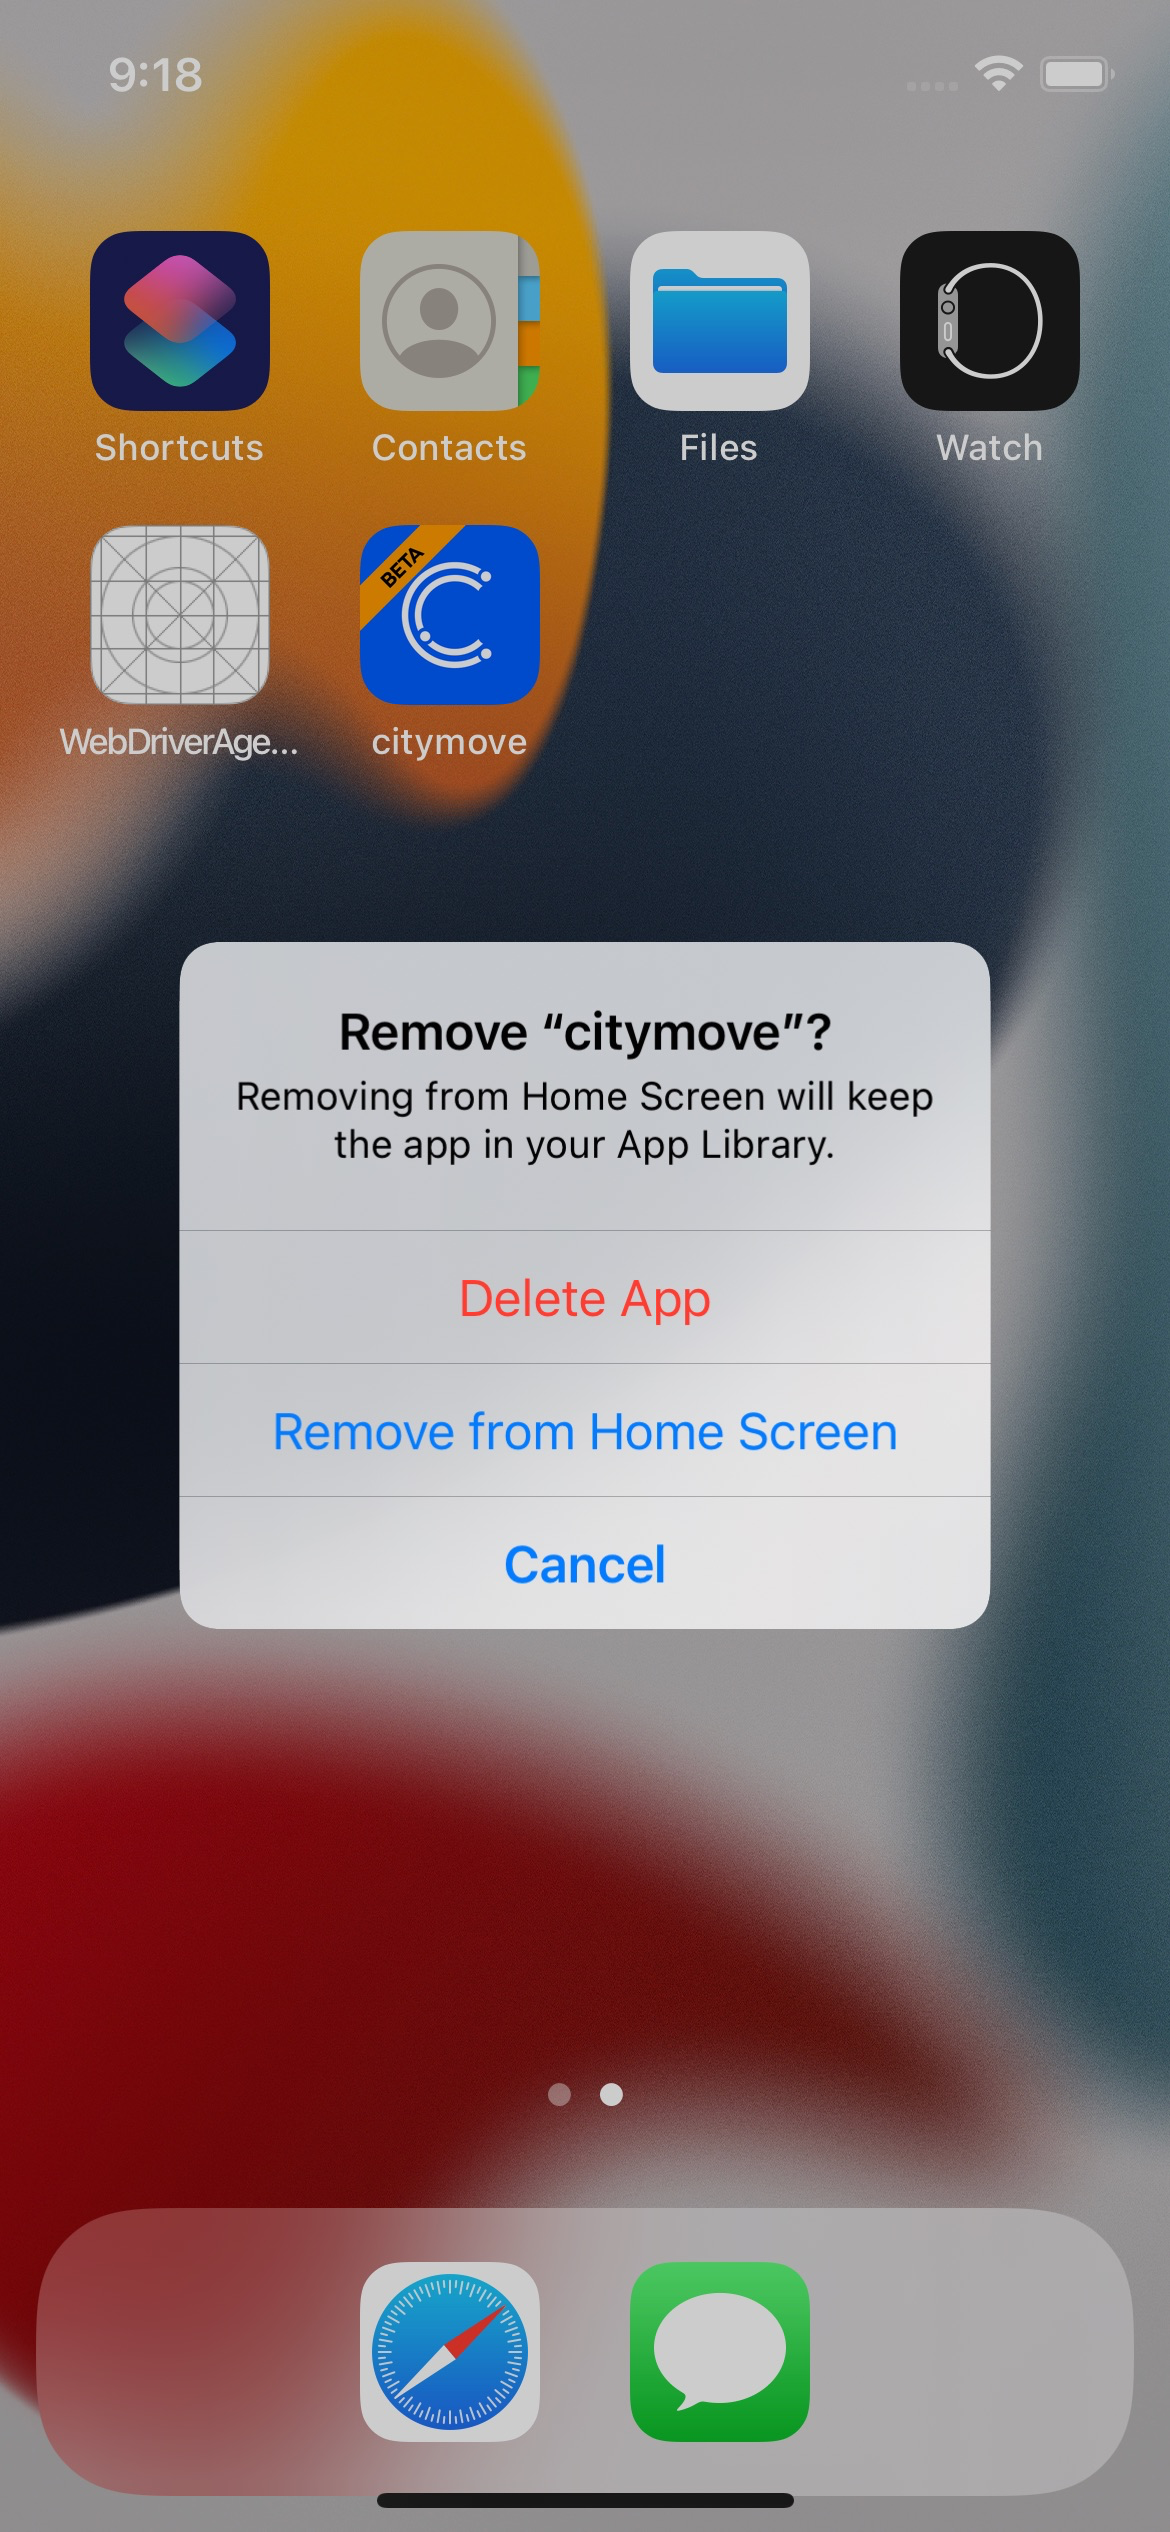 9:18
Shortcuts
Contacts
Files
Watch
BETA
WebDriverAge...
citymove
Remove “citymove”?
Removing from Home Screen will keep
the app in your App Library.
Delete App
Remove from Home Screen
Cancel